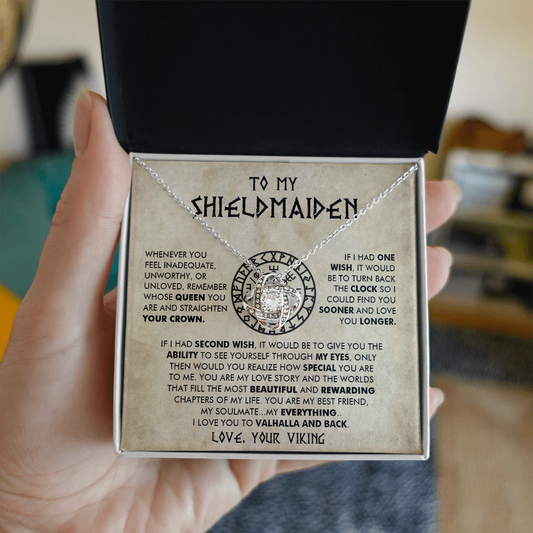 TO MY
SHIELDMAIDEN
WHENEVER YOU
FEEL INADEQUATE,
UNWORTHY, OR
UNLOVED, REMEMBER
WHOSE QUEEN YOU
ARE AND STRAIGHTEN
YOUR CROWN.
IF I HAD ONE
WISH, IT WOULD
BE TO TURN BACK
THE CLOCK SO I
COULD FIND YOU
SOONER AND LOVE
YOU LONGER.
IF I HAD SECOND WISH, IT WOULD BE TO GIVE YOU THE
ABILITY TO SEE YOURSELF THROUGH MY EYES, ONLY
THEN WOULD YOU REALIZE HOW SPECIAL YOU ARE
TO ME. YOU ARE MY LOVE STORY AND THE WORLDS
THAT FILL THE MOST BEAUTIFUL AND REWARDING
CHAPTERS OF MY LIFE. YOU ARE MY BEST FRIEND,
MY SOULMATE...MY EVERYTHING..
I LOVE YOU TO VALHALLA AND BACK.
LOVE, YOUR VIKING